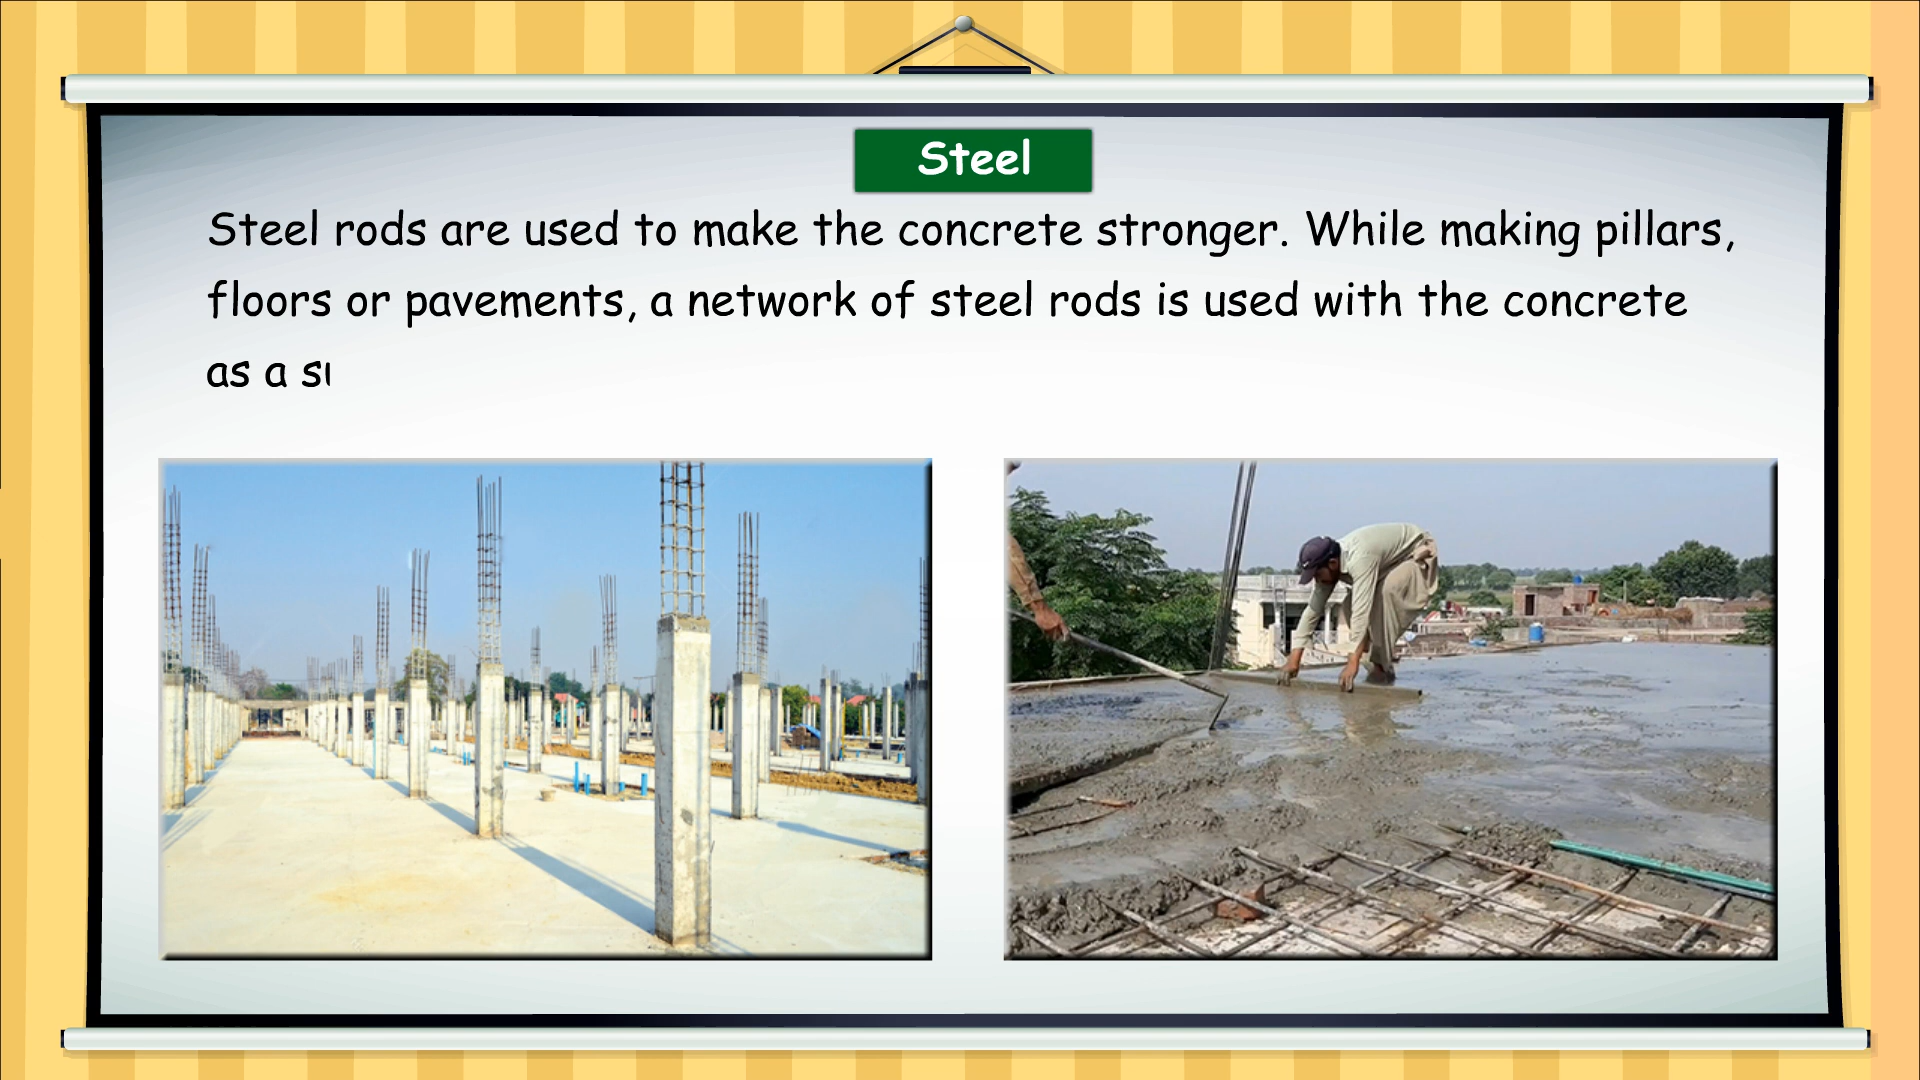 Steel
Steel rods are used to make the concrete stronger. While making pillars,
floors or pavements, a network of steel rods is used with the concrete
as a